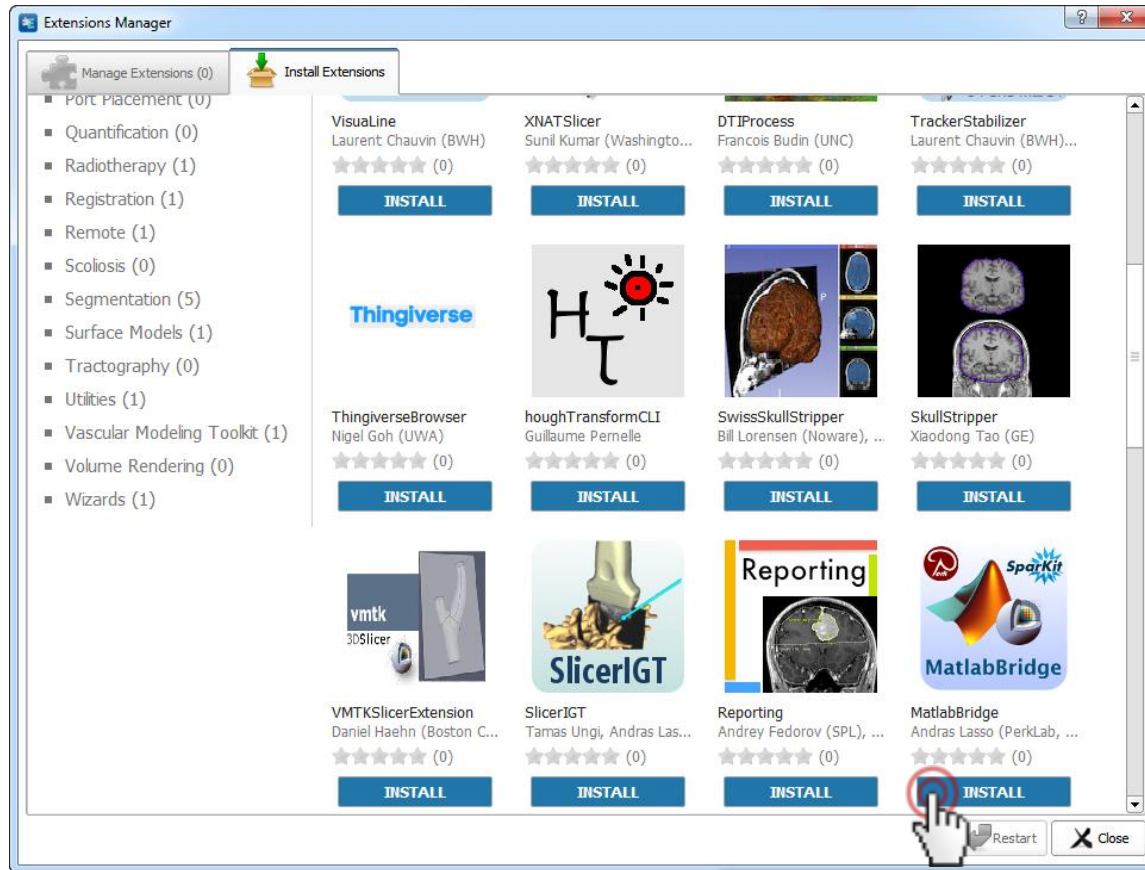 Extensions Manager
Manage Extensions (0)
Install Extensions
Port Placement (0)
Quantification (0)
Radiotherapy (1)
Registration (1)
Remote (1)
Scoliosis (0)
Segmentation (5)
Surface Models (1)
Tractography (0)
Utilities (1)
Vascular Modeling Toolkit (1)
Volume Rendering (0)
Wizards (1)
VisuaLine
Laurent Chauvin (BWH)
(0)
INSTALL
XNATSlicer
Sunil Kumar (Washingto...
(0)
INSTALL
DTIProcess
Francois Budin (UNC)
(0)
INSTALL
TrackerStabilizer
Laurent Chauvin (BWH)...
(0)
INSTALL
Thingiverse
ThingiverseBrowser
Nigel Goh (UWA)
(0)
INSTALL
HT
houghTransformCLI
Guillaume Pernelle
(0)
INSTALL
P
SwissSkullStripper
Bill Lorensen (Noware), ...
(0)
INSTALL
SkullStripper
Xiaodong Tao (GE)
(0)
INSTALL
vmtk
3DSlicer
VMTKSlicerExtension
Daniel Haehn (Boston C...
(0)
INSTALL
SlicerIGT
SlicerIGT
Tamas Ungi, Andras Las...
(0)
INSTALL
Reporting
Reporting
Andrey Fedorov (SPL), ...
(0)
INSTALL
Perk
SparKit
MatlabBridge
MatlabBridge
Andras Lasso (PerkLab, ...
(0)
INSTALL
Restart
Close